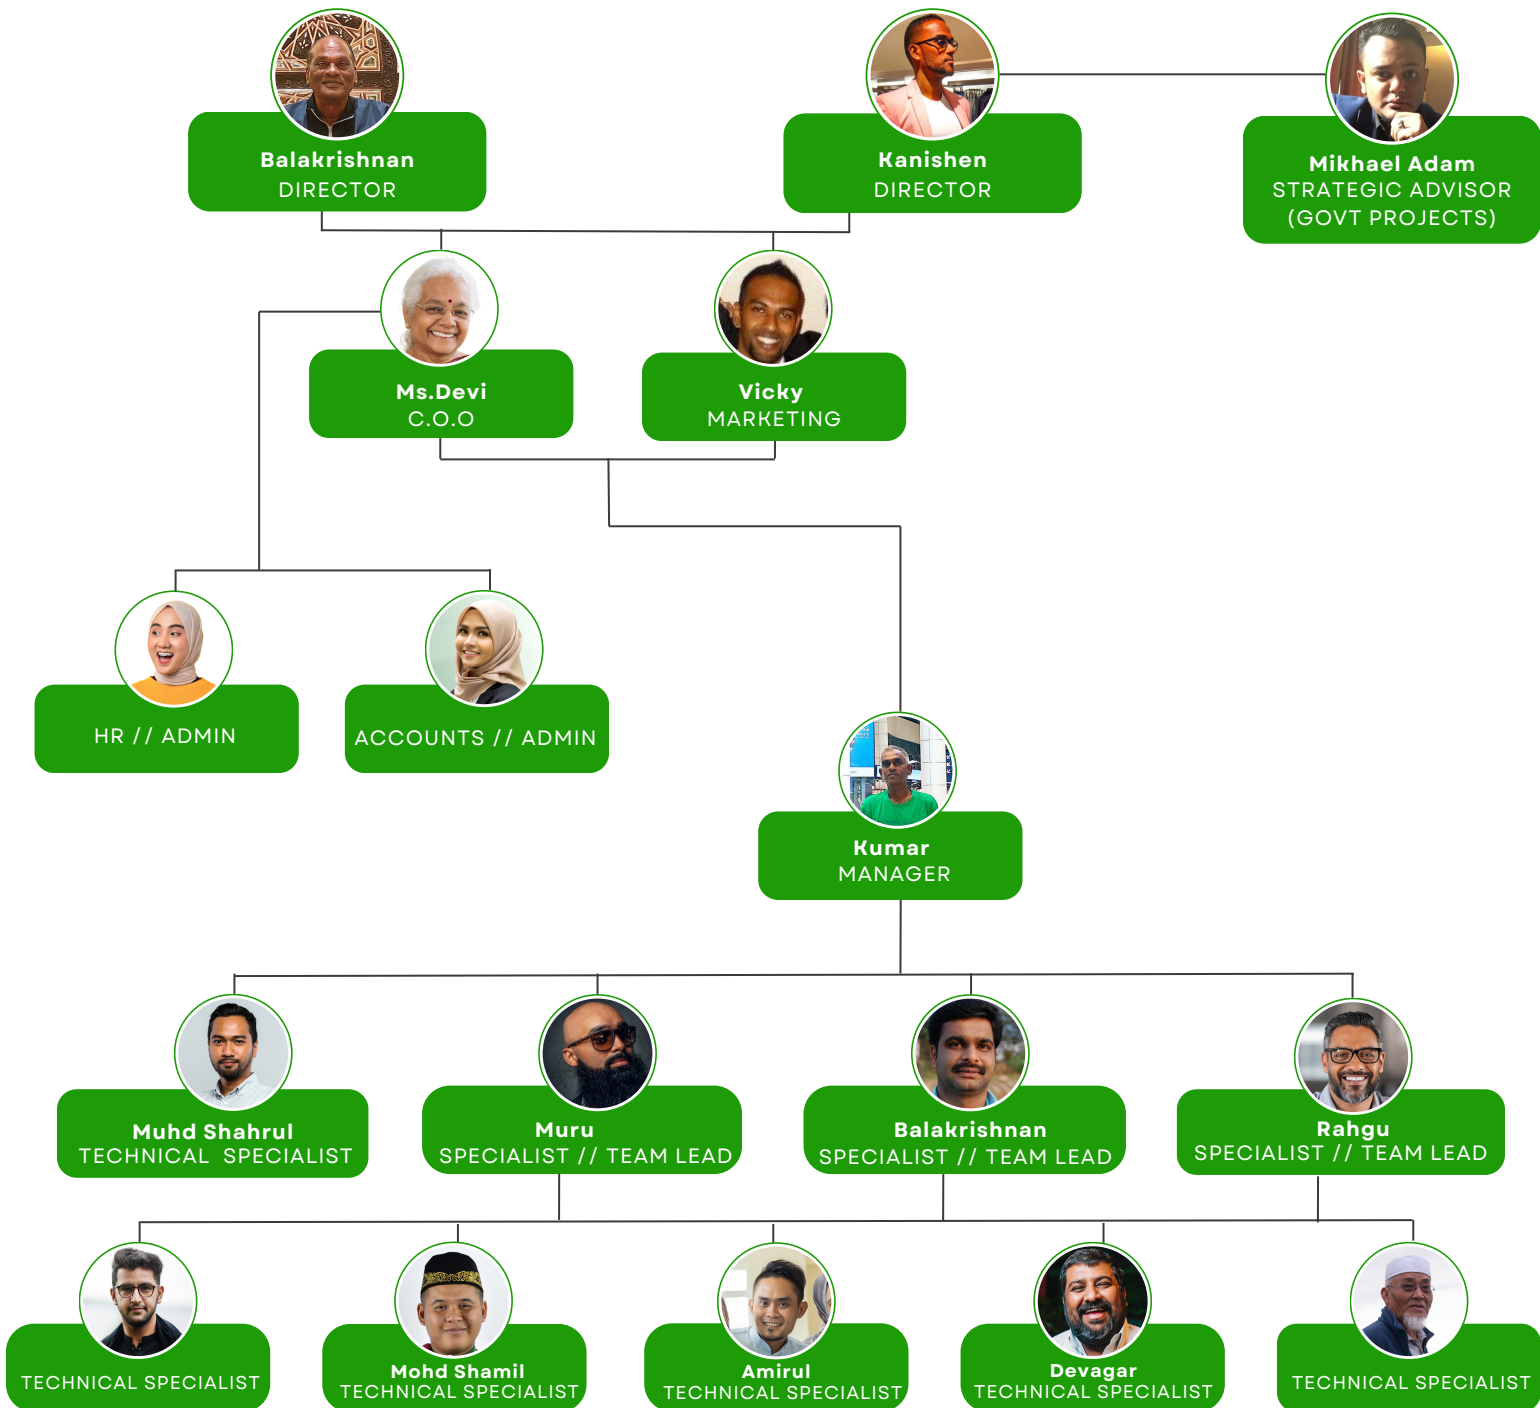 Balakrishnan
DIRECTOR
Kanishen
DIRECTOR
Mikhael Adam
STRATEGIC ADVISOR
(GOVT PROJECTS)
Ms.Devi
C.O.O
Vicky
MARKETING
HR // ADMIN
ACCOUNTS // ADMIN
Kumar
MANAGER
Muhd Shahrul
TECHNICAL SPECIALIST
Muru
SPECIALIST // TEAM LEAD
Balakrishnan
SPECIALIST // TEAM LEAD
Rahgu
SPECIALIST // TEAM LEAD
TECHNICAL SPECIALIST
Mohd Shamil
TECHNICAL SPECIALIST
Amirul
TECHNICAL SPECIALIST
Devagar
TECHNICAL SPECIALIST
TECHNICAL SPECIALIST